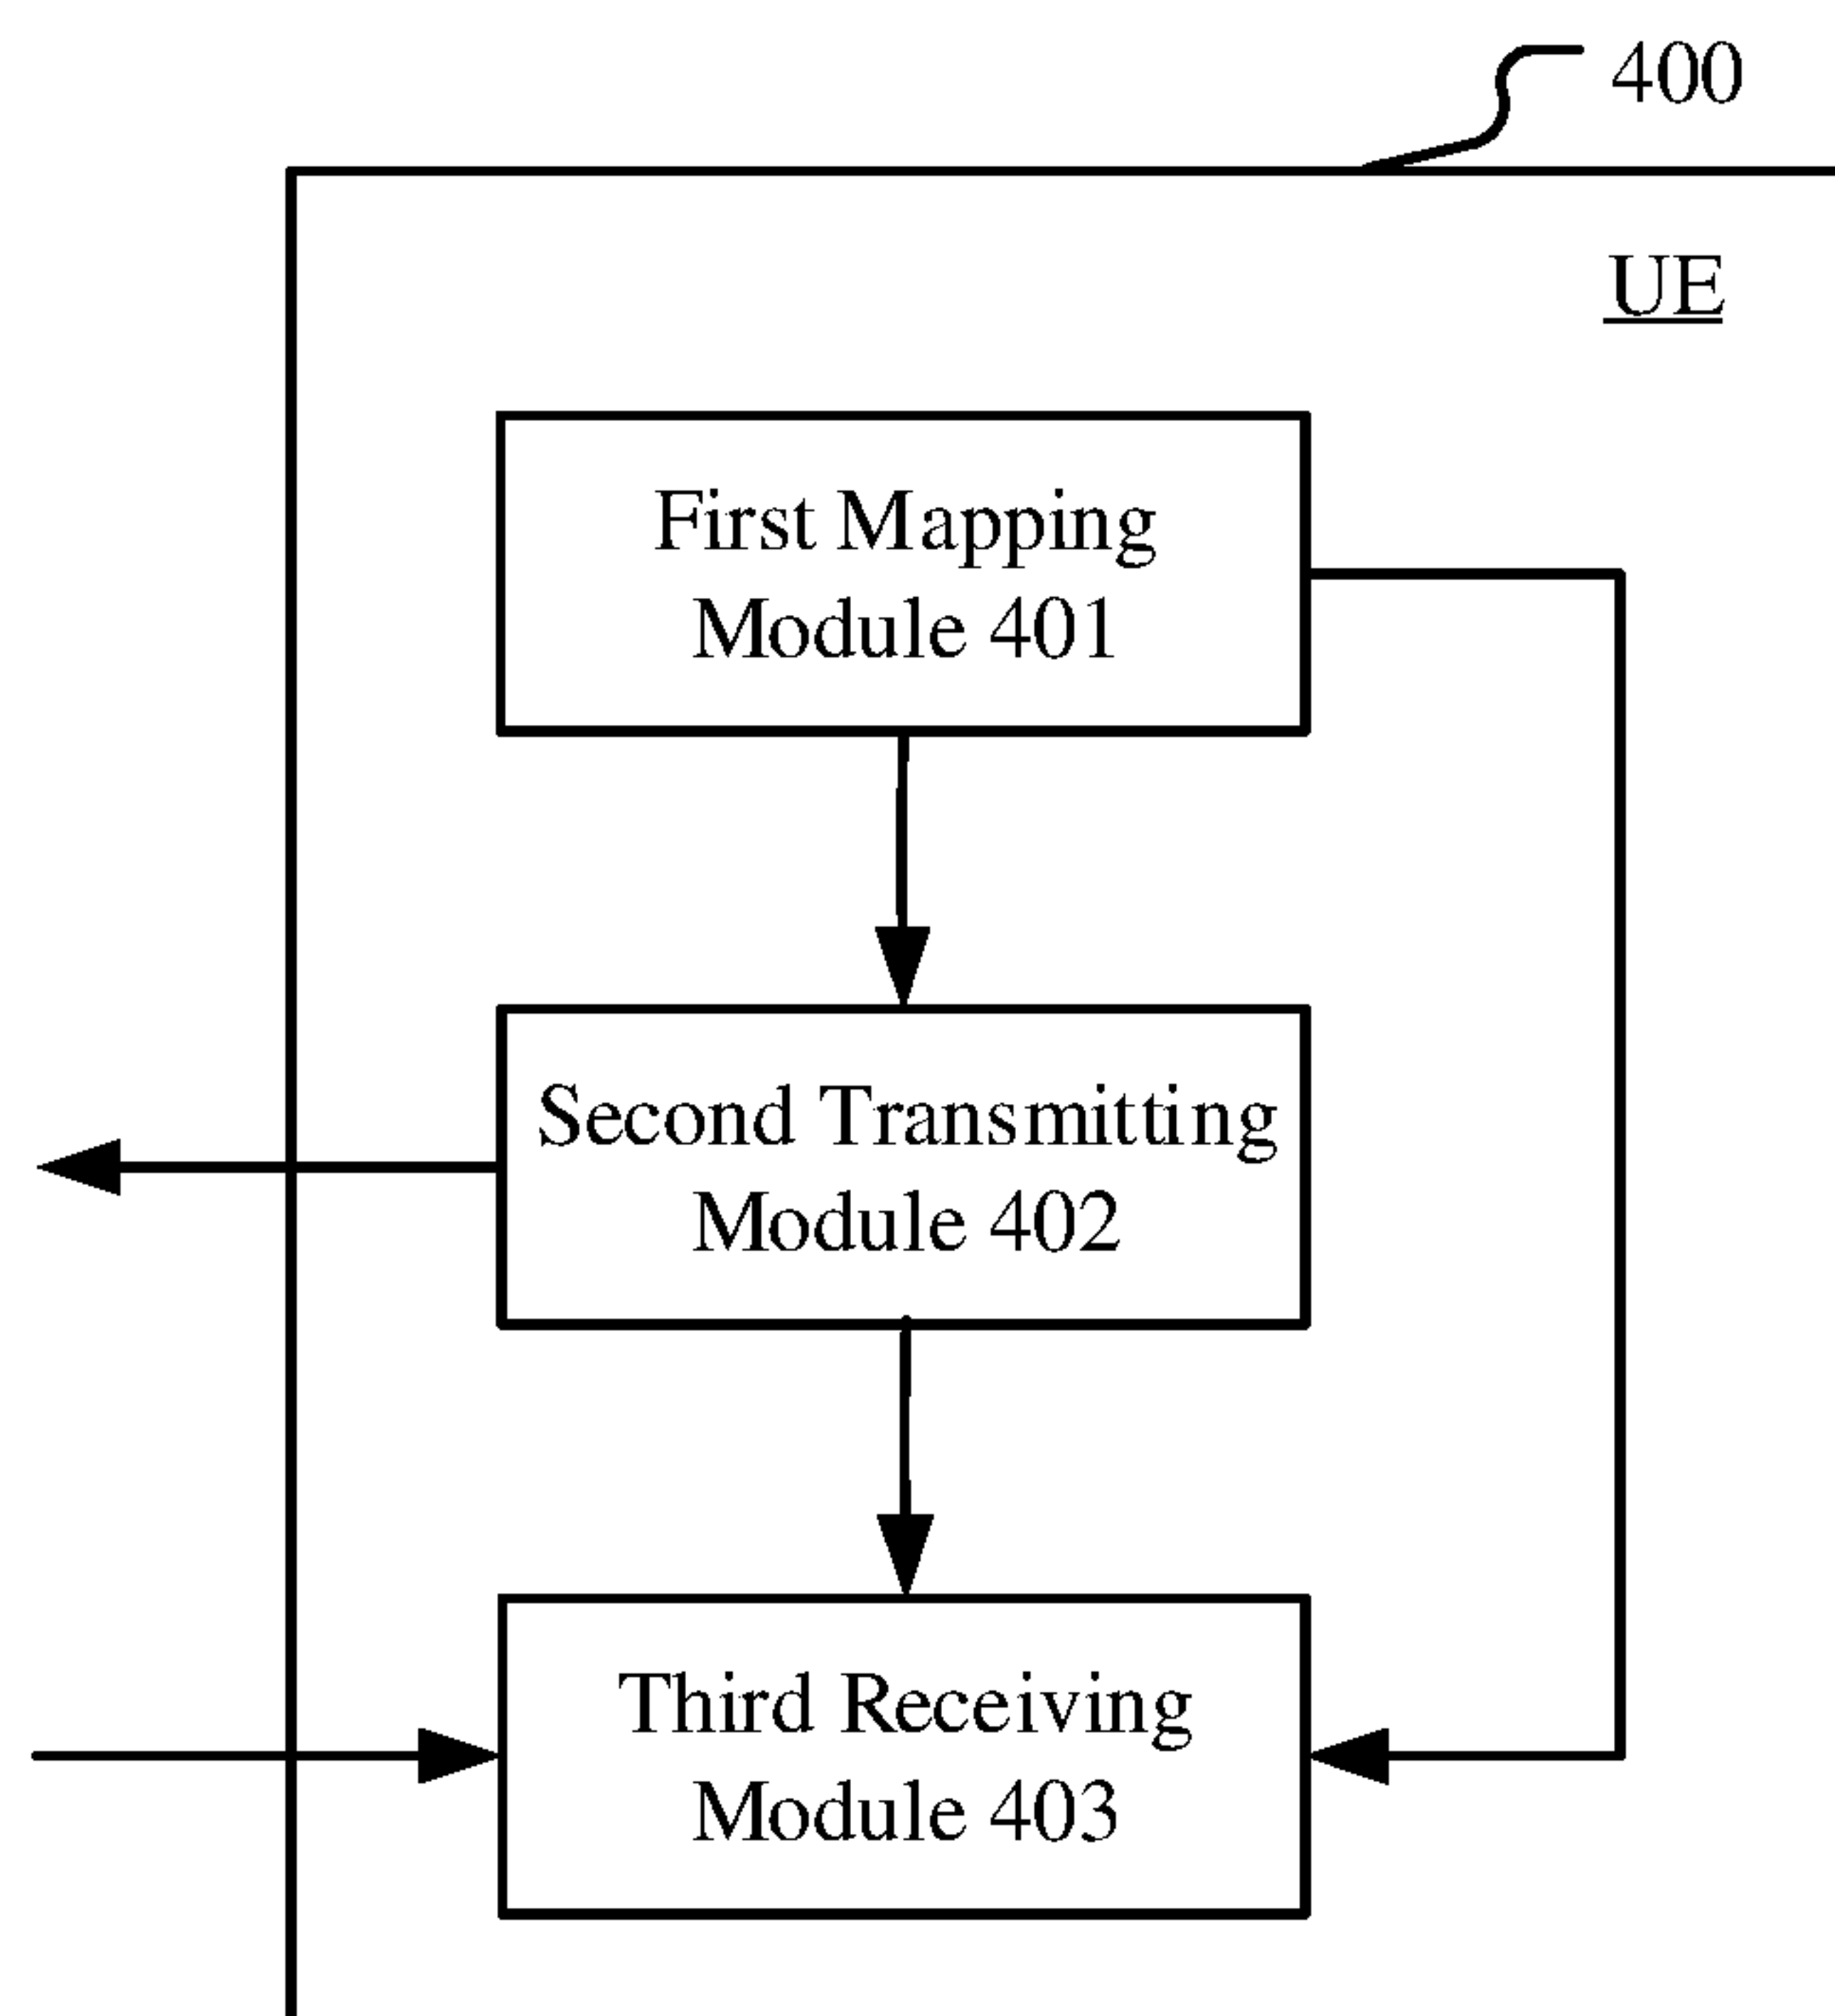 400
UE
First Mapping
Module 401
Second Transmitting
Module 402
Third Receiving
Module 403